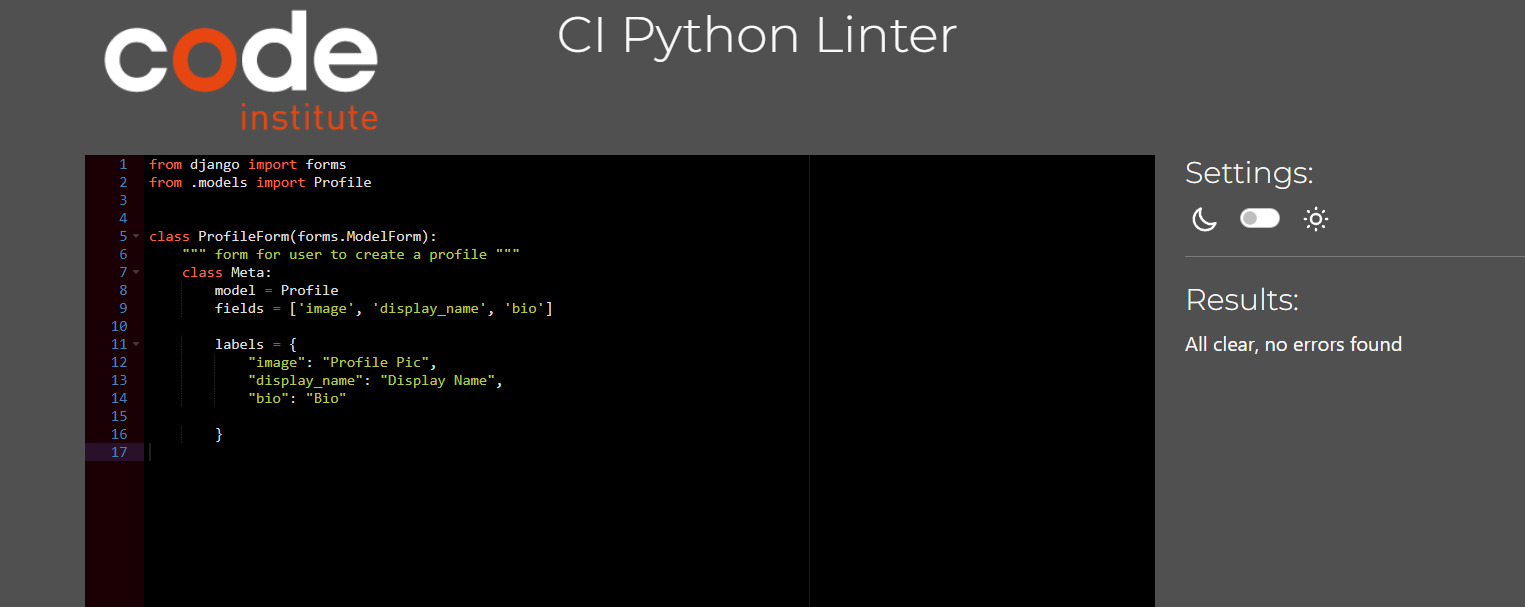 code
institute
CI Python Linter
1 from django import forms
2 from .models import Profile
3
4
5 class ProfileForm(forms.ModelForm):
6     """ form for user to create a profile """
7     class Meta:
8         model = Profile
9         fields = ['image', 'display_name', 'bio']
10
11         labels = {
12             "image": "Profile Pic",
13             "display_name": "Display Name",
14             "bio": "Bio"
15
16         }
17
Settings:
Results:
All clear, no errors found